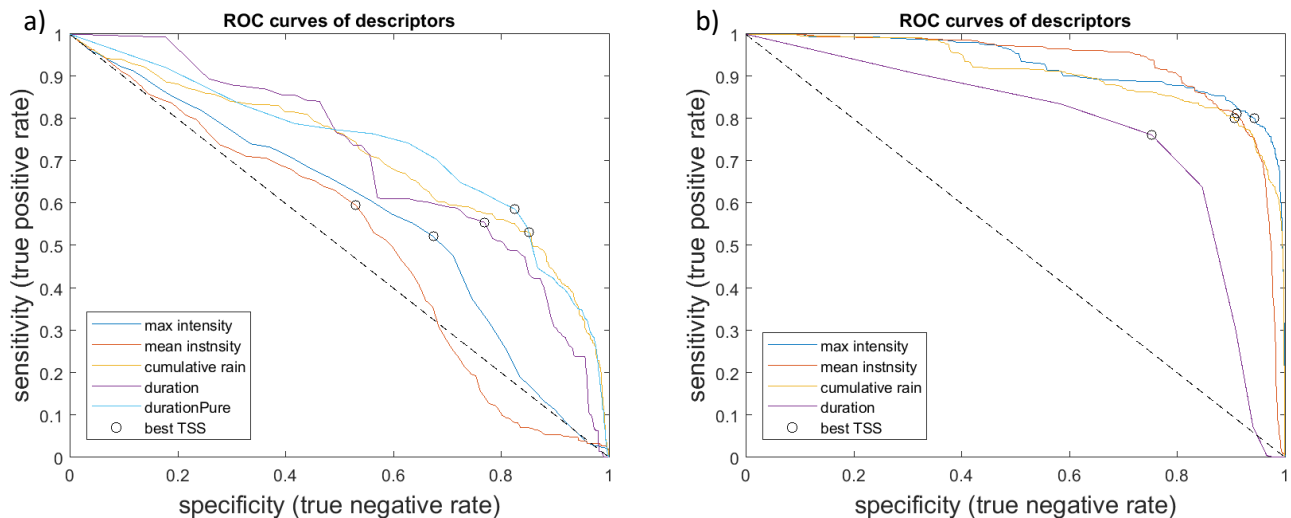 a)
ROC curves of descriptors
sensitivity (true positive rate)
1
0.9
0.8
0.7
0.6
0.5
0.4
0.3
0.2
0.1
0
max intensity
mean instnsity
cumulative rain
duration
durationPure
best TSS
0 0.2 0.4 0.6 0.8 1
specificity (true negative rate)
b)
ROC curves of descriptors
sensitivity (true positive rate)
1
0.9
0.8
0.7
0.6
0.5
0.4
0.3
0.2
0.1
0
max intensity
mean instnsity
cumulative rain
duration
best TSS
0 0.2 0.4 0.6 0.8 1
specificity (true negative rate)